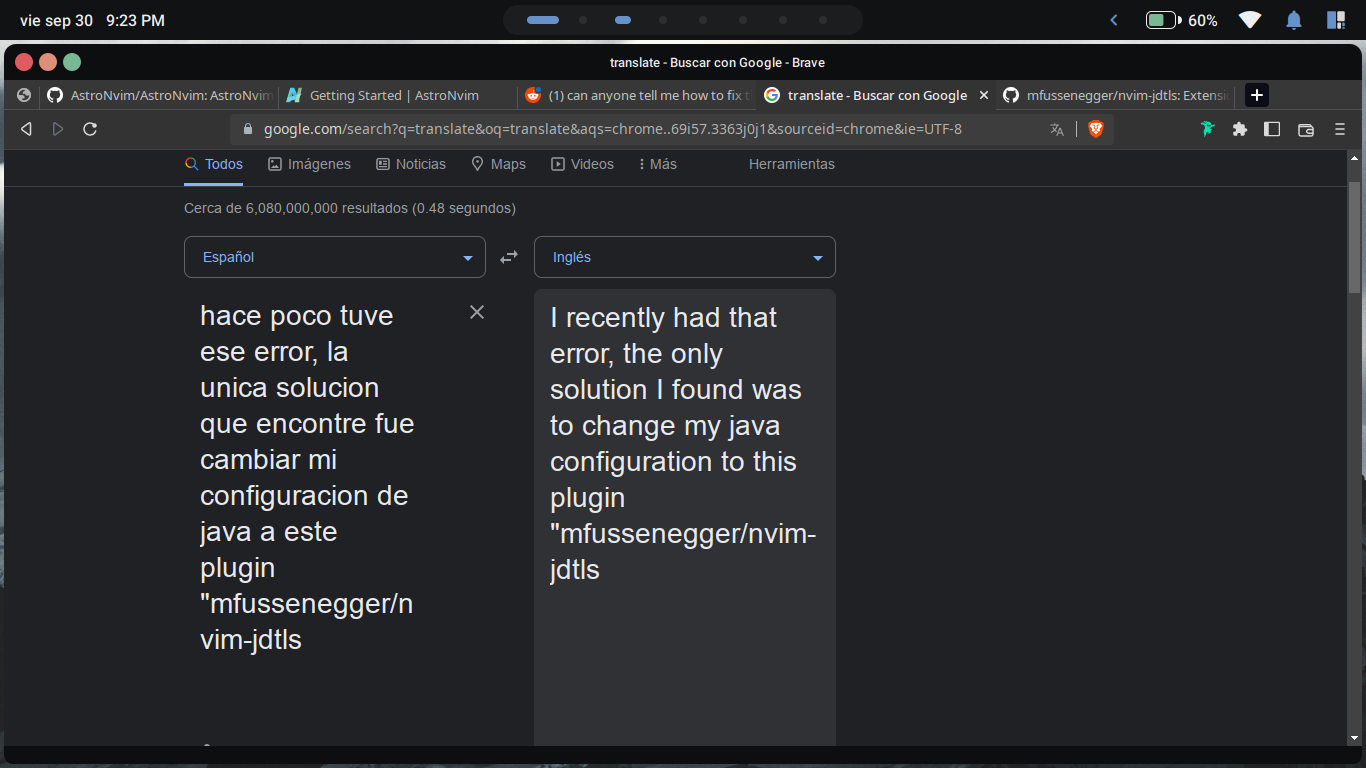 vie sep 30 9:23 PM
60%
translate - Buscar con Google - Brave
AstroNvim/AstroNvim: AstroNvim
Getting Started | AstroNvim
(1) can anyone tell me how to fix t
translate - Buscar con Google
mfussenegger/nvim-jdtls: Extensi
google.com/search?q=translate&oq=translate&aqs=chrome..69i57.3363j0j1&sourceid=chrome&ie=UTF-8
Todos Imágenes Noticias Maps Videos Más Herramientas
Cerca de 6,080,000,000 resultados (0.48 segundos)
Español
Inglés
hace poco tuve
ese error, la
unica solucion
que encontre fue
cambiar mi
configuracion de
java a este
plugin
"mfussenegger/n
vim-jdtls
I recently had that
error, the only
solution I found was
to change my java
configuration to this
plugin
"mfussenegger/nvim-
jdtls